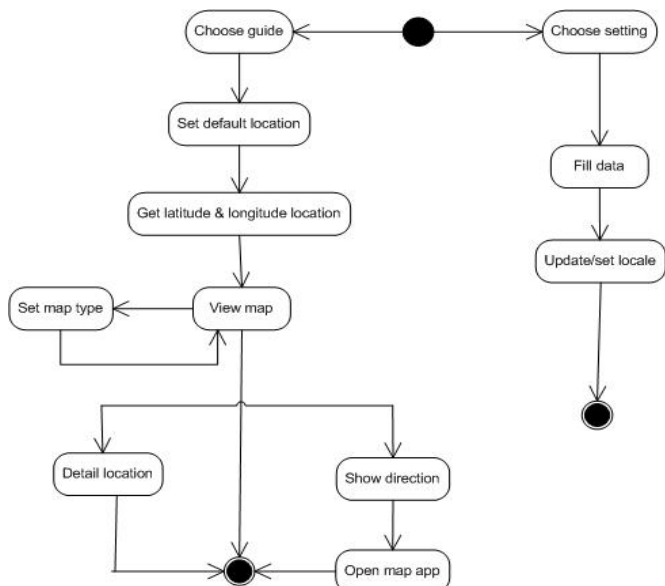 Choose guide
Choose setting
Set default location
Fill data
Get latitude & longitude location
Update/set locale
Set map type
View map
Detail location
Show direction
Open map app